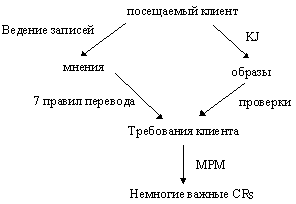 посещаемый клиент
Ведение записей
KJ
мнения
образы
7 правил перевода
проверки
Требования клиента
MPM
Немногие важные CRs